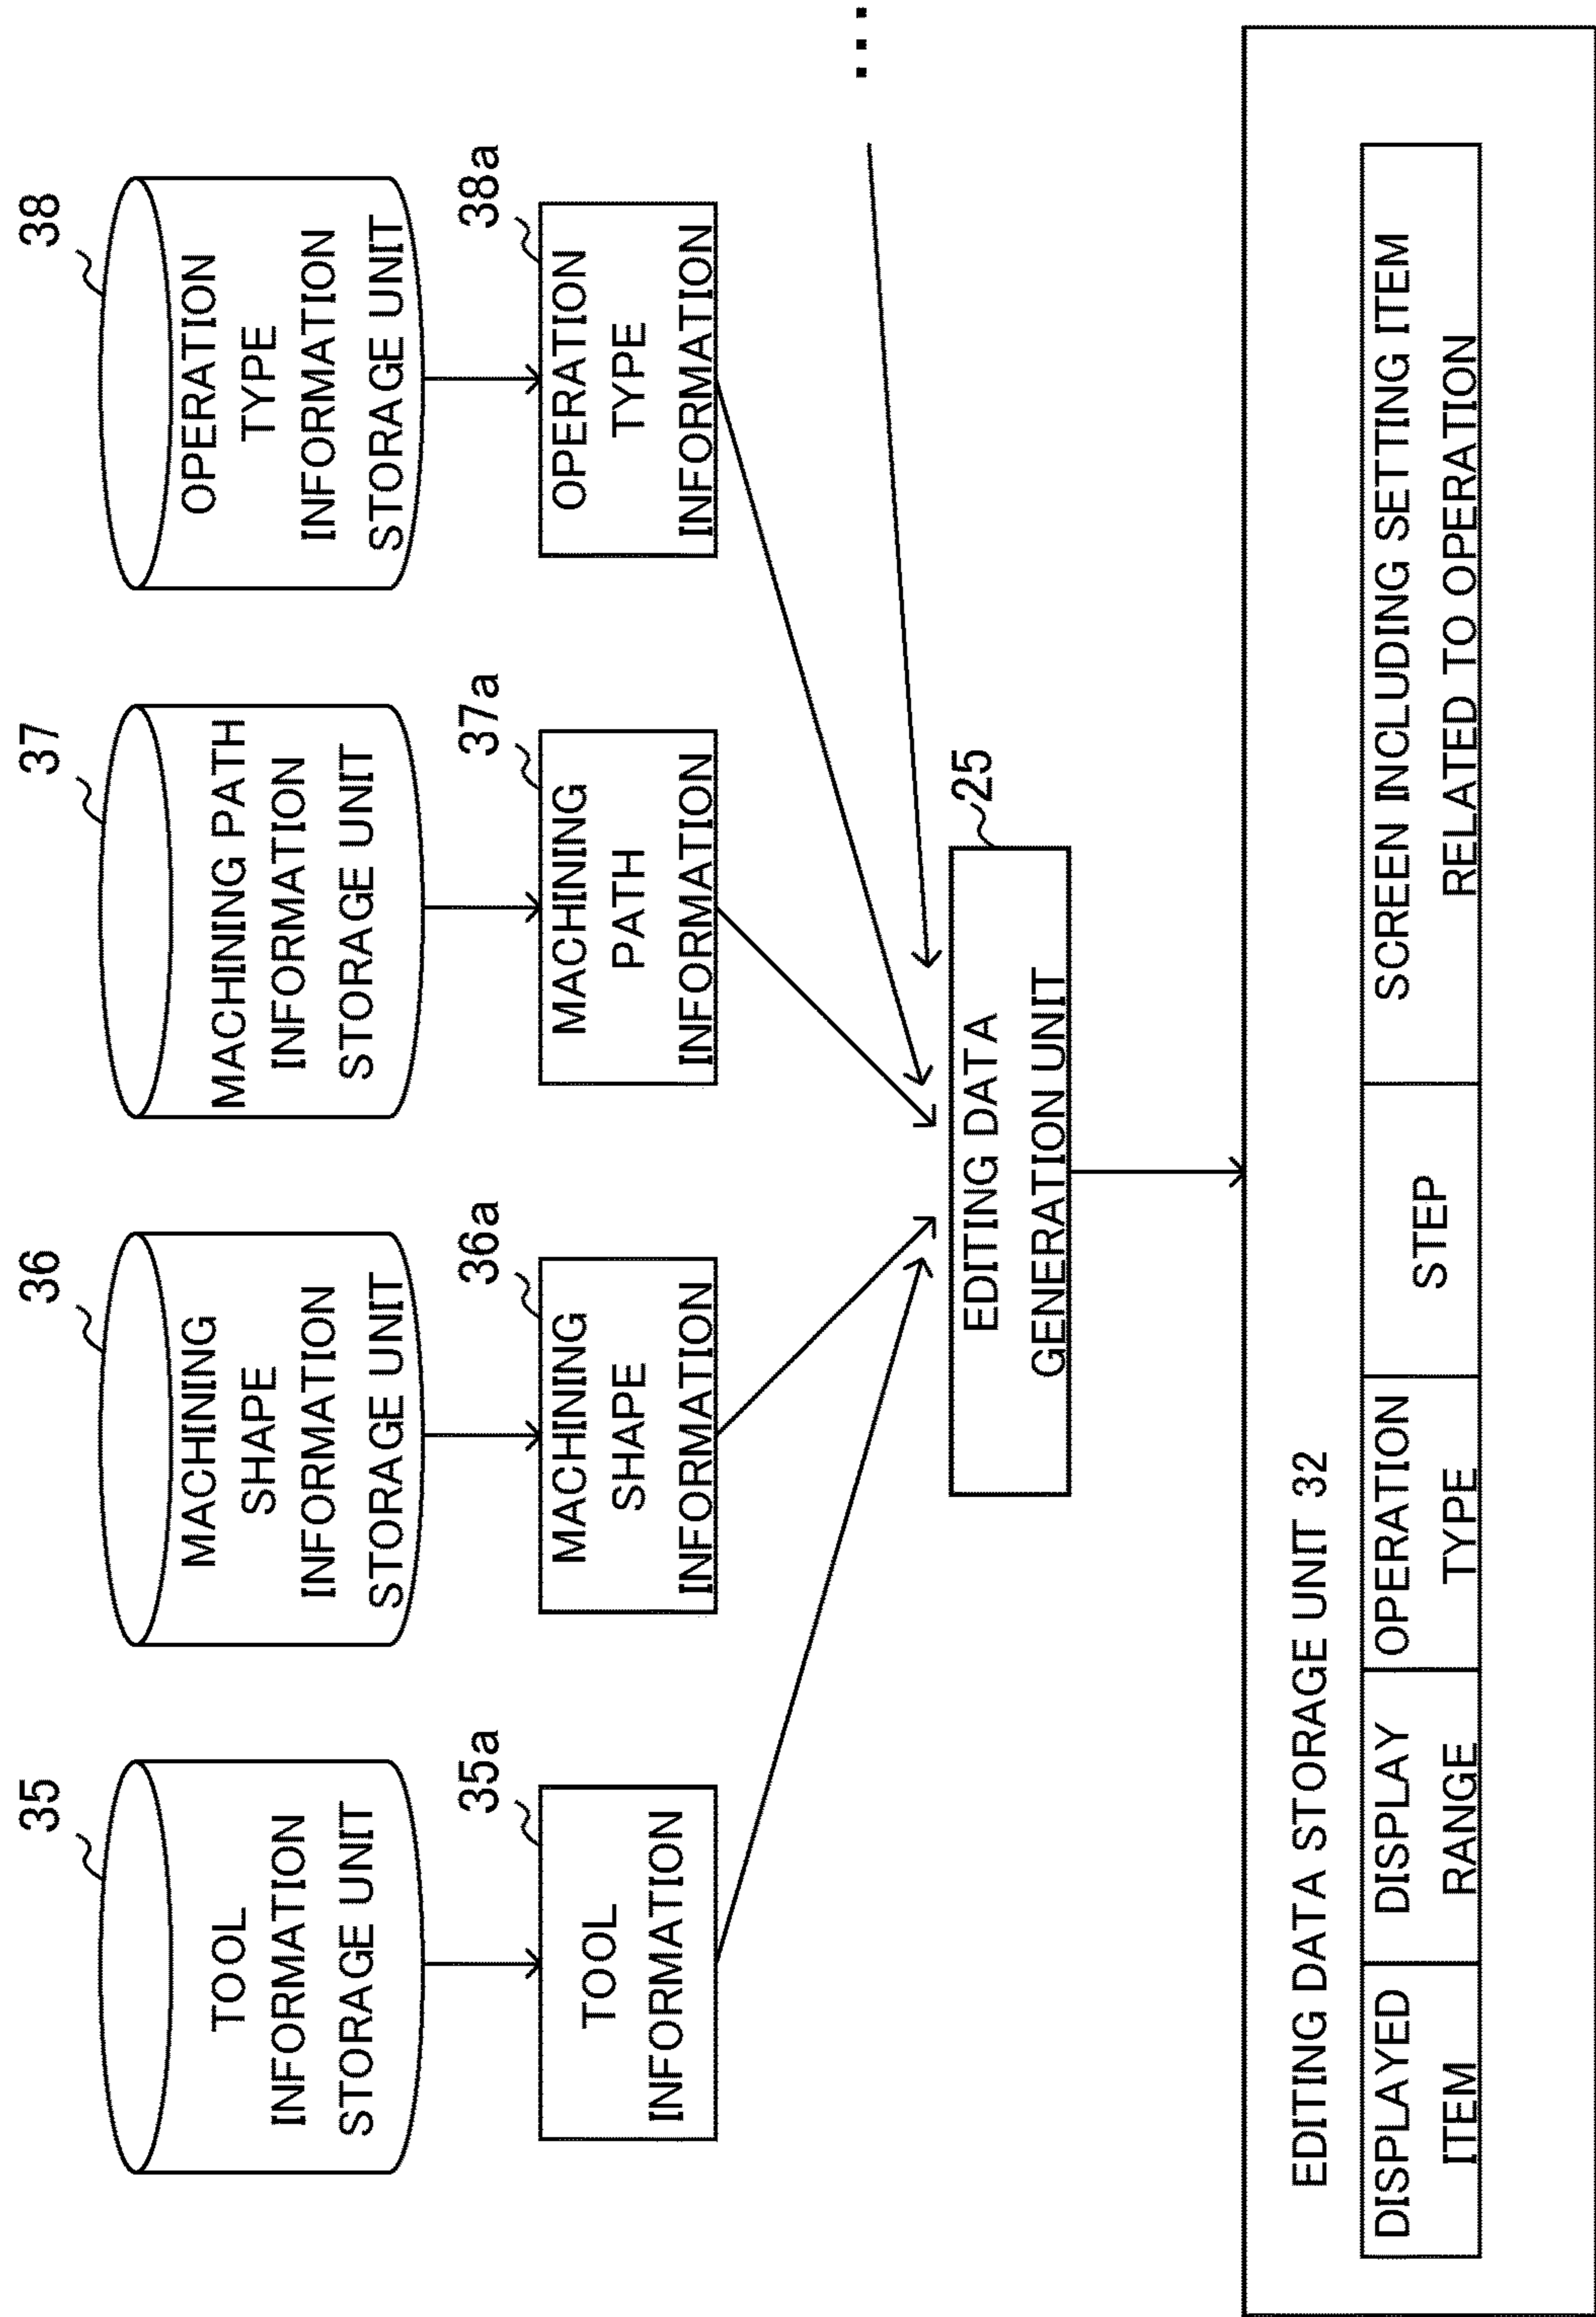 35
TOOL
INFORMATION
STORAGE UNIT
36
MACHINING
SHAPE
INFORMATION
STORAGE UNIT
37
MACHINING PATH
INFORMATION
STORAGE UNIT
38
OPERATION
TYPE
INFORMATION
STORAGE UNIT
35a
TOOL
INFORMATION
36a
MACHINING
SHAPE
INFORMATION
37a
MACHINING
PATH
INFORMATION
38a
OPERATION
TYPE
INFORMATION
...
25
EDITING DATA
GENERATION UNIT
EDITING DATA STORAGE UNIT 32
DISPLAYED
ITEM
DISPLAY
RANGE
OPERATION
TYPE
STEP
SCREEN INCLUDING SETTING ITEM
RELATED TO OPERATION